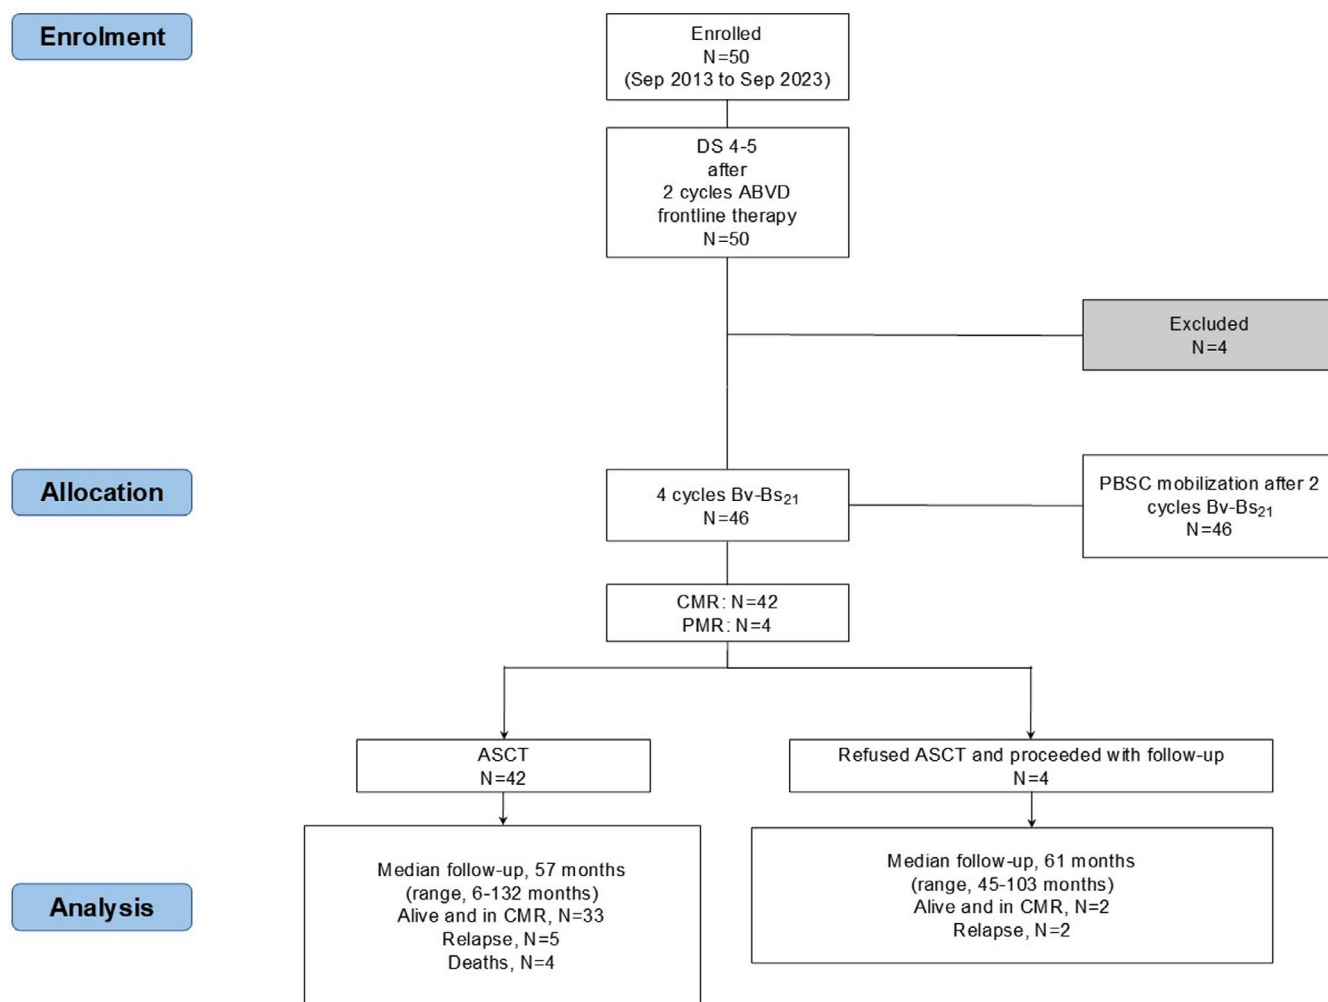 Enrolment
Enrolled
N=50
(Sep 2013 to Sep 2023)
DS 4-5
after
2 cycles ABVD
frontline therapy
N=50
Excluded
N=4
Allocation
4 cycles Bv-Bs₂₁
N=46
PBSC mobilization after 2
cycles Bv-Bs₂₁
N=46
CMR: N=42
PMR: N=4
ASCT
N=42
Refused ASCT and proceeded with follow-up
N=4
Analysis
Median follow-up, 57 months
(range, 6-132 months)
Alive and in CMR, N=33
Relapse, N=5
Deaths, N=4
Median follow-up, 61 months
(range, 45-103 months)
Alive and in CMR, N=2
Relapse, N=2